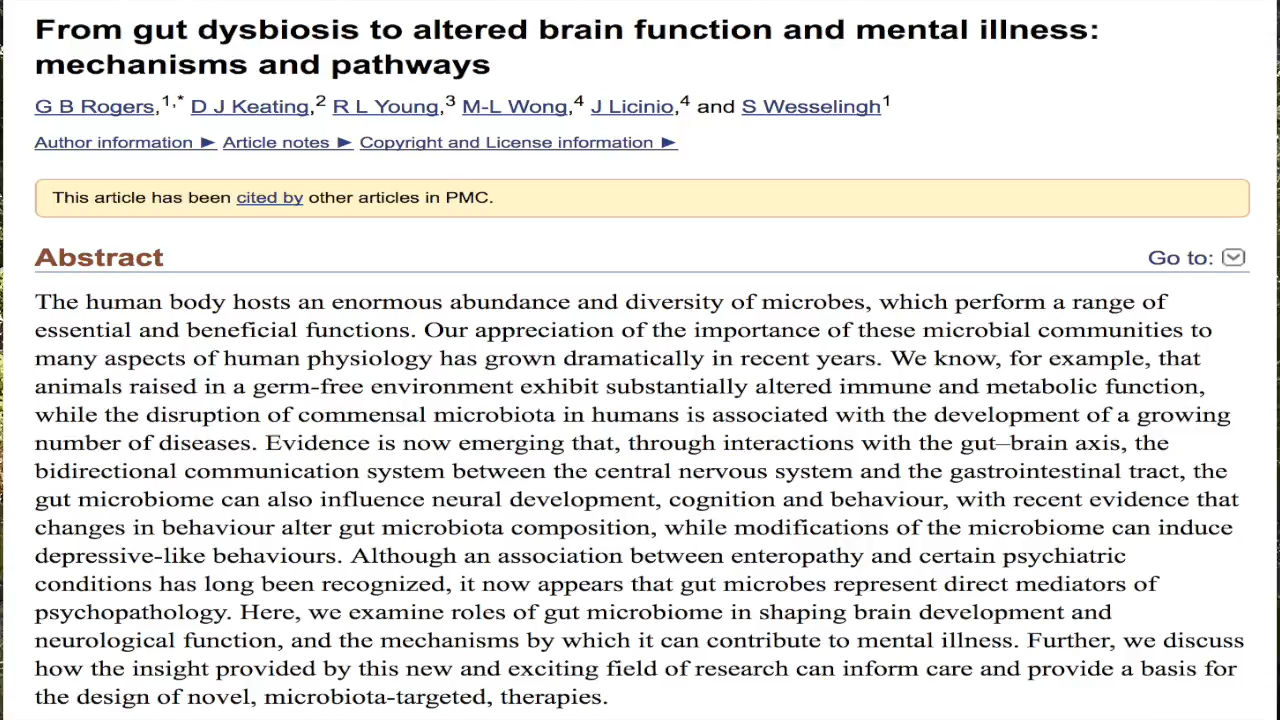 From gut dysbiosis to altered brain function and mental illness:
mechanisms and pathways
G B Rogers,1,* D J Keating,2 R L Young,3 M-L Wong,4 J Licinio,4 and S Wesselingh1
Author information ► Article notes ► Copyright and License information ►
This article has been cited by other articles in PMC.
Abstract
Go to:
The human body hosts an enormous abundance and diversity of microbes, which perform a range of
essential and beneficial functions. Our appreciation of the importance of these microbial communities to
many aspects of human physiology has grown dramatically in recent years. We know, for example, that
animals raised in a germ-free environment exhibit substantially altered immune and metabolic function,
while the disruption of commensal microbiota in humans is associated with the development of a growing
number of diseases. Evidence is now emerging that, through interactions with the gut–brain axis, the
bidirectional communication system between the central nervous system and the gastrointestinal tract, the
gut microbiome can also influence neural development, cognition and behaviour, with recent evidence that
changes in behaviour alter gut microbiota composition, while modifications of the microbiome can induce
depressive-like behaviours. Although an association between enteropathy and certain psychiatric
conditions has long been recognized, it now appears that gut microbes represent direct mediators of
psychopathology. Here, we examine roles of gut microbiome in shaping brain development and
neurological function, and the mechanisms by which it can contribute to mental illness. Further, we discuss
how the insight provided by this new and exciting field of research can inform care and provide a basis for
the design of novel, microbiota-targeted, therapies.